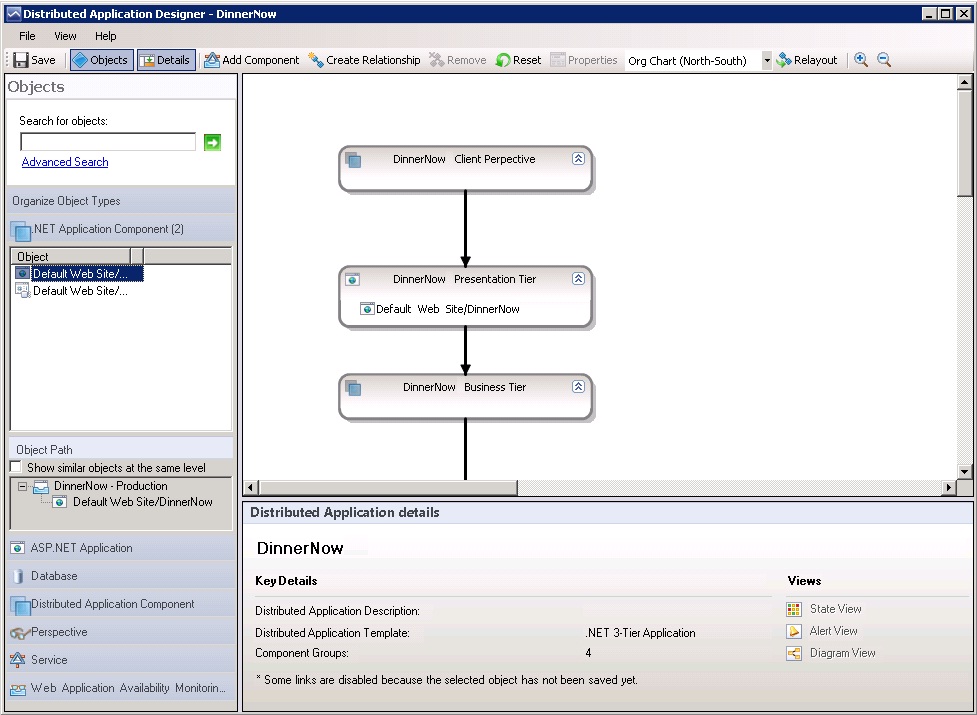 Distributed Application Designer - DinnerNow
File View Help
Save Objects Details Add Component Create Relationship Remove Reset Properties Org Chart (North-South) Relayout
Objects
Search for objects:
Advanced Search
Organize Object Types
.NET Application Component (2)
Object
Default Web Site/...
Default Web Site/...
Object Path
Show similar objects at the same level
DinnerNow - Production
Default Web Site/DinnerNow
ASP.NET Application
Database
Distributed Application Component
Perspective
Service
Web Application Availability Monitorin...
DinnerNow Client Perpective
DinnerNow Presentation Tier
Default Web Site/DinnerNow
DinnerNow Business Tier
Distributed Application details
DinnerNow
Key Details
Distributed Application Description:
Distributed Application Template: .NET 3-Tier Application
Component Groups: 4
* Some links are disabled because the selected object has not been saved yet.
Views
State View
Alert View
Diagram View